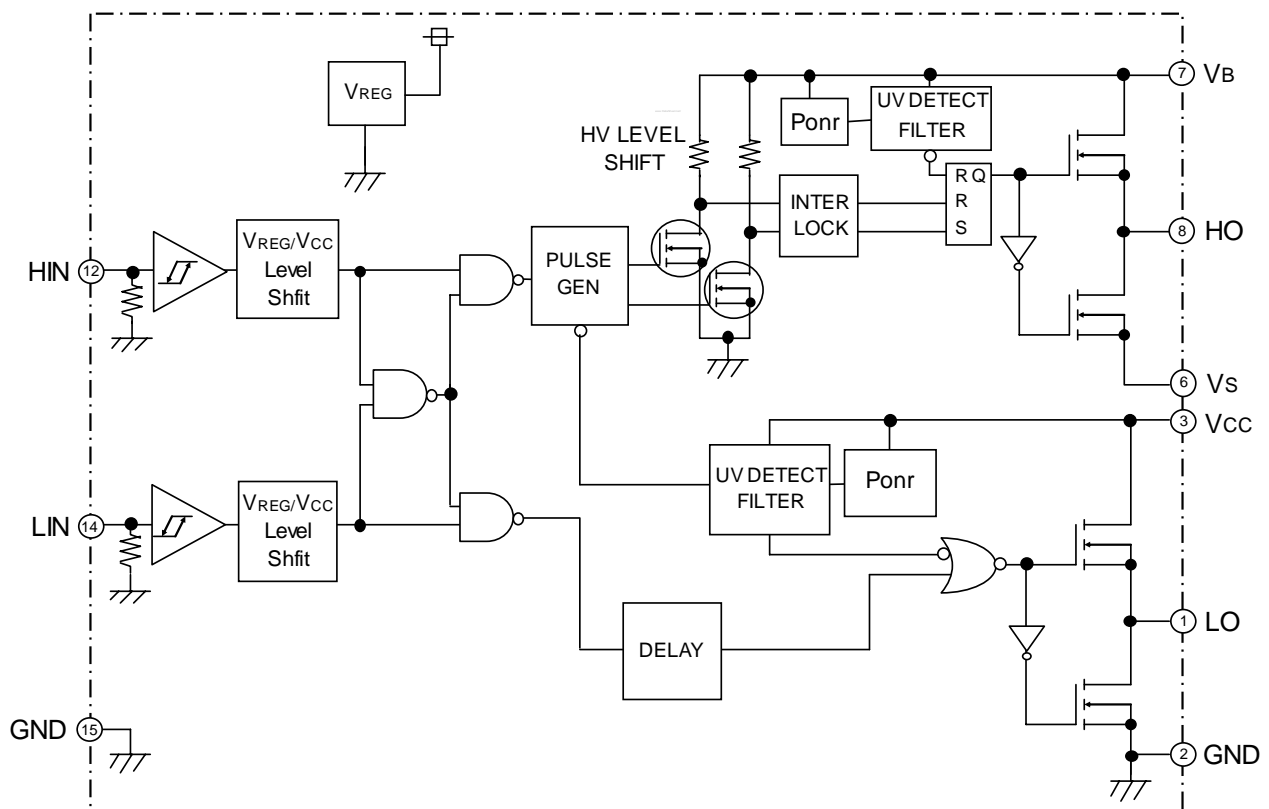 VREG
7
VB
UV DETECT
FILTER
Ponr
HV LEVEL
SHIFT
R Q
R
S
INTER
LOCK
8
HO
VREG/VCC
Level
Shfit
HIN
12
PULSE
GEN
6
VS
3
VCC
UV DETECT
FILTER
Ponr
VREG/VCC
Level
Shfit
LIN
14
DELAY
1
LO
GND
15
2
GND